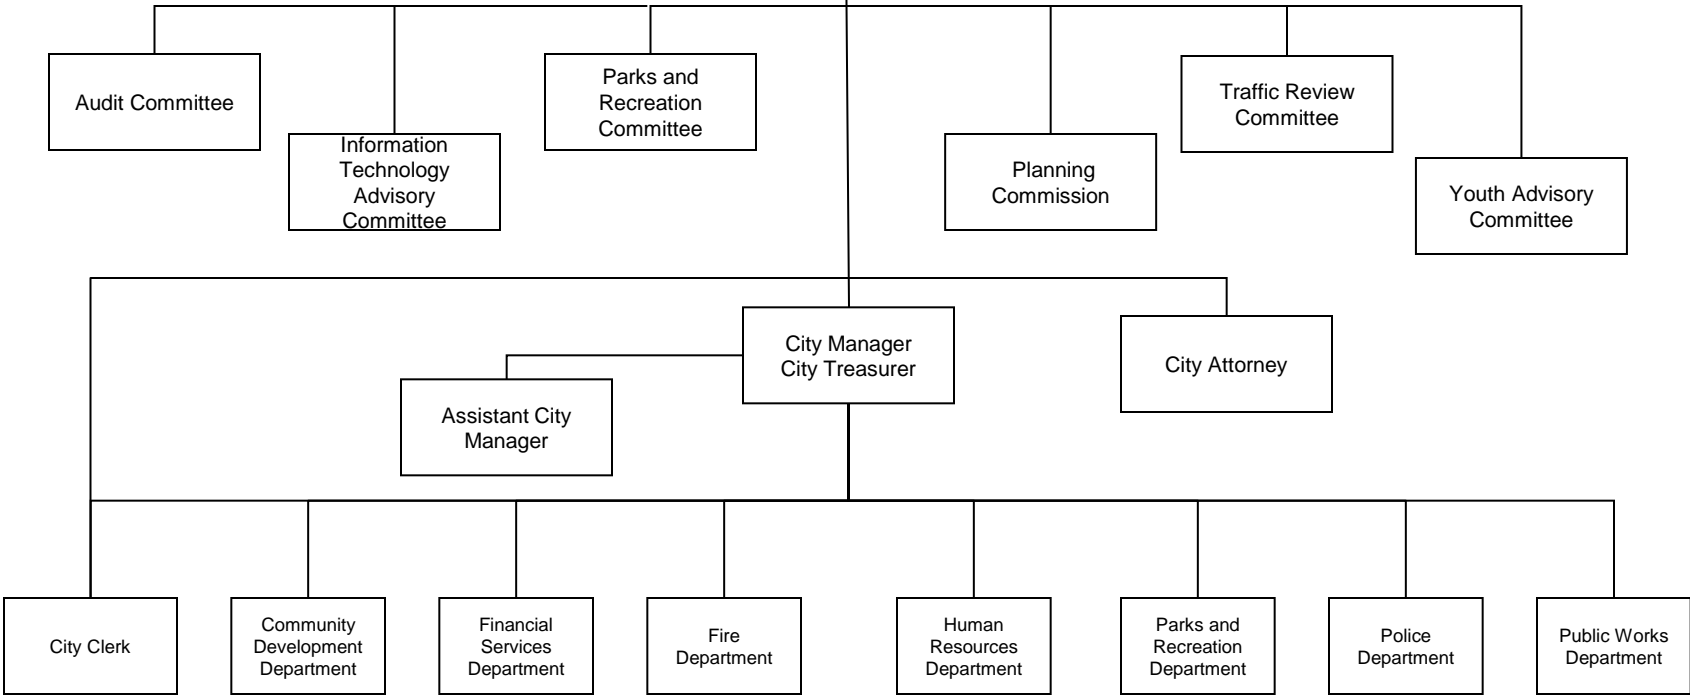 Audit Committee
Information
Technology
Advisory
Committee
Parks and
Recreation
Committee
Planning
Commission
Traffic Review
Committee
Youth Advisory
Committee
City Manager
City Treasurer
City Attorney
Assistant City
Manager
City Clerk
Community
Development
Department
Financial
Services
Department
Fire
Department
Human
Resources
Department
Parks and
Recreation
Department
Police
Department
Public Works
Department